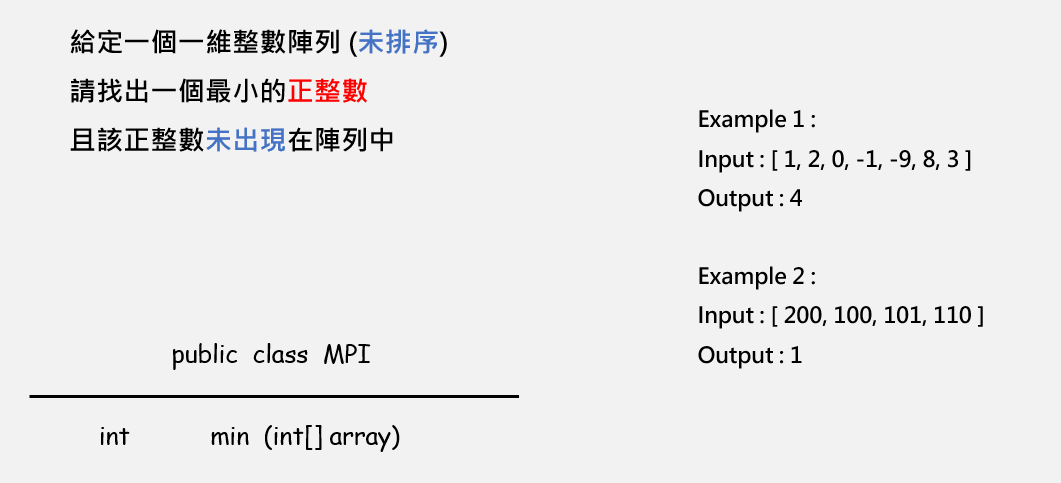 給定一個一維整數陣列 (未排序)
請找出一個最小的正整數
且該正整數未出現在陣列中
Example 1 :
Input : [ 1, 2, 0, -1, -9, 8, 3 ]
Output : 4
Example 2 :
Input : [ 200, 100, 101, 110 ]
Output : 1
public class MPI
int min (int[] array)